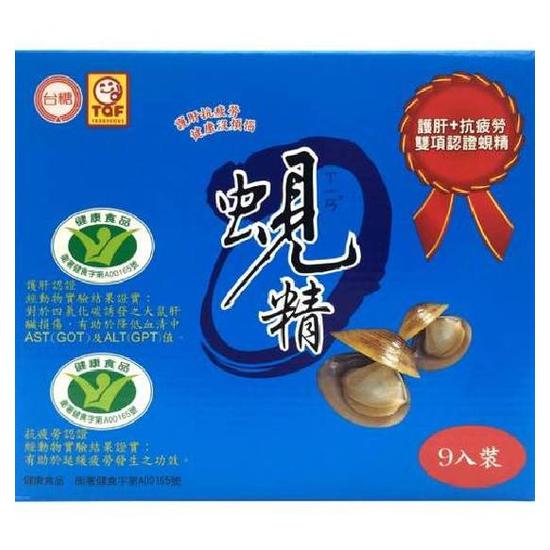 台糖
TQF
護肝抗疲勞
健康沒煩惱
護肝+抗疲勞
雙項認證蜆精
ㄒㄧㄢˇ
蜆
精
健康食品
衛署健食字第A00165號
護肝認證
經動物實驗結果證實：
對於四氯化碳誘發之大鼠肝
臟損傷，有助於降低血清中
AST(GOT)及ALT(GPT)值。
健康食品
衛署健食字第A00165號
抗疲勞認證
經動物實驗結果證實：
有助於延緩疲勞發生之功效。
健康食品 衛署健食字第A00165號
9入裝